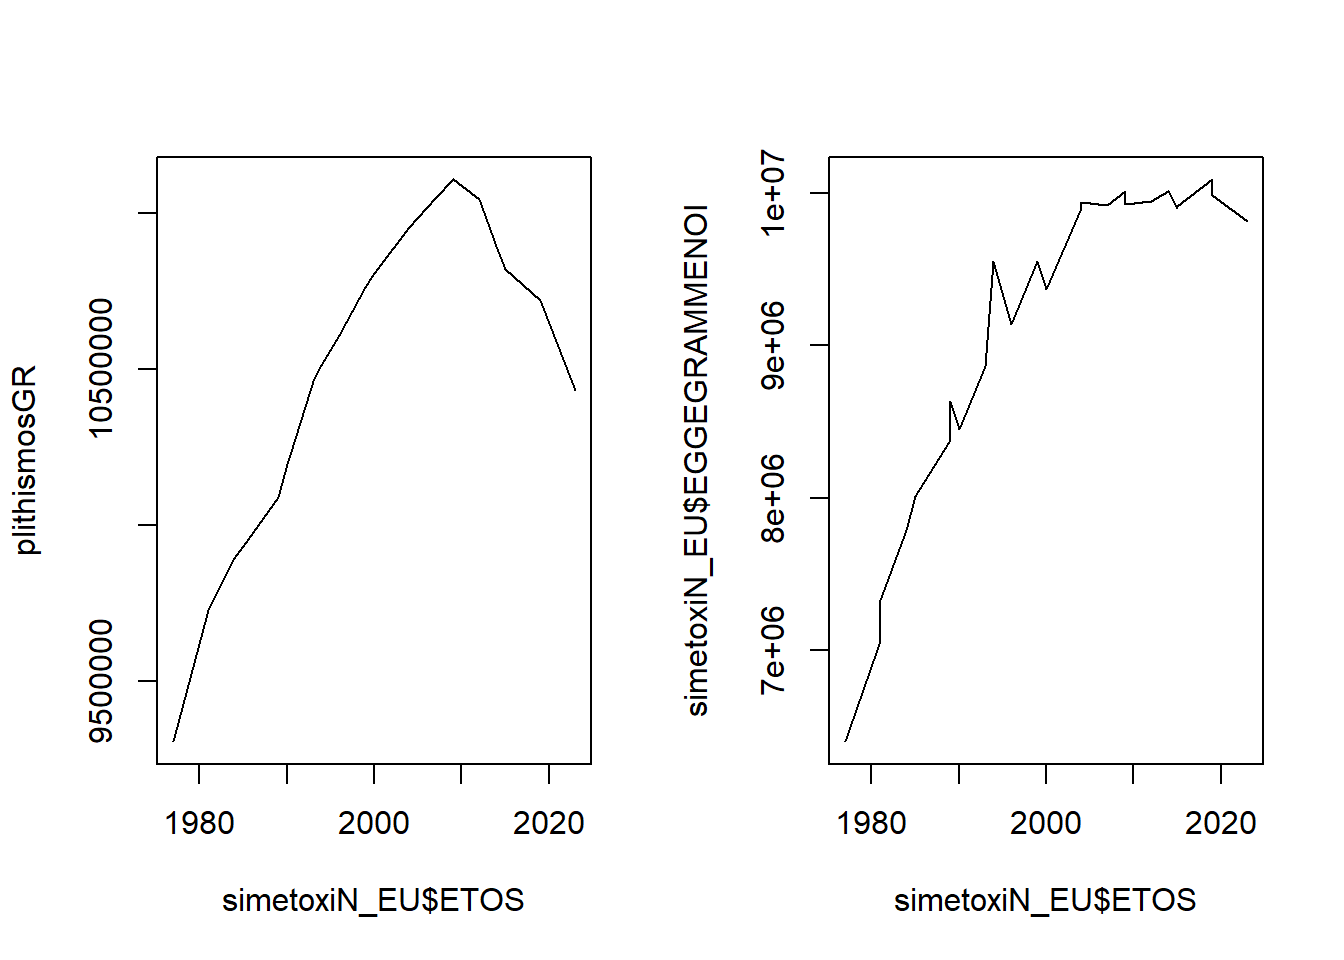 plithismosGR
9500000
10500000
1980
2000
2020
simetoxiN_EU$ETOS
simetoxiN_EU$EGGEGRAMMENOI
7e+06
8e+06
9e+06
1e+07
1980
2000
2020
simetoxiN_EU$ETOS